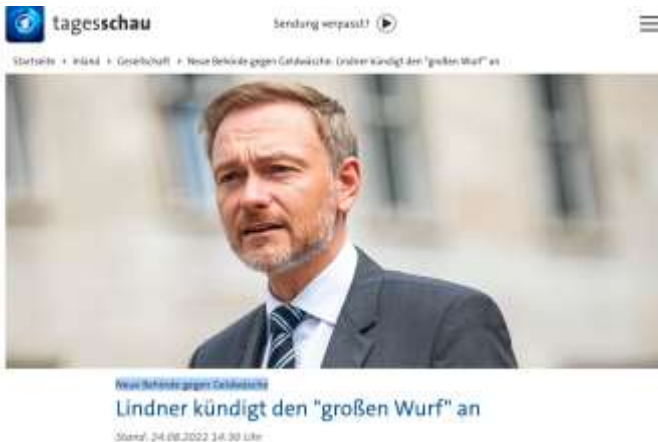 tagesschau
Sendung verpasst?
Startseite Inland Gesellschaft Neue Behörde gegen Geldwäsche: Lindner kündigt den "großen Wurf" an
Neue Behörde gegen Geldwäsche
Lindner kündigt den "großen Wurf" an
Stand: 24.08.2022 14:30 Uhr